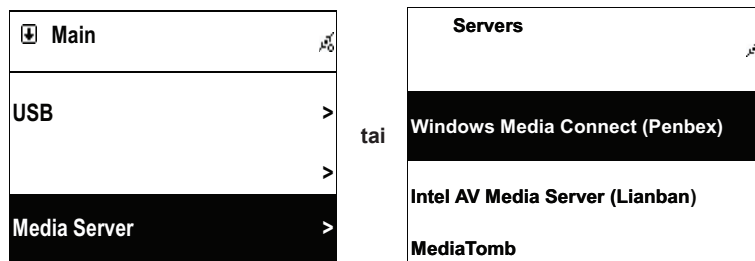 Main
USB >
>
Media Server >
tai
Servers
Windows Media Connect (Penbex)
Intel AV Media Server (Lianban)
MediaTomb